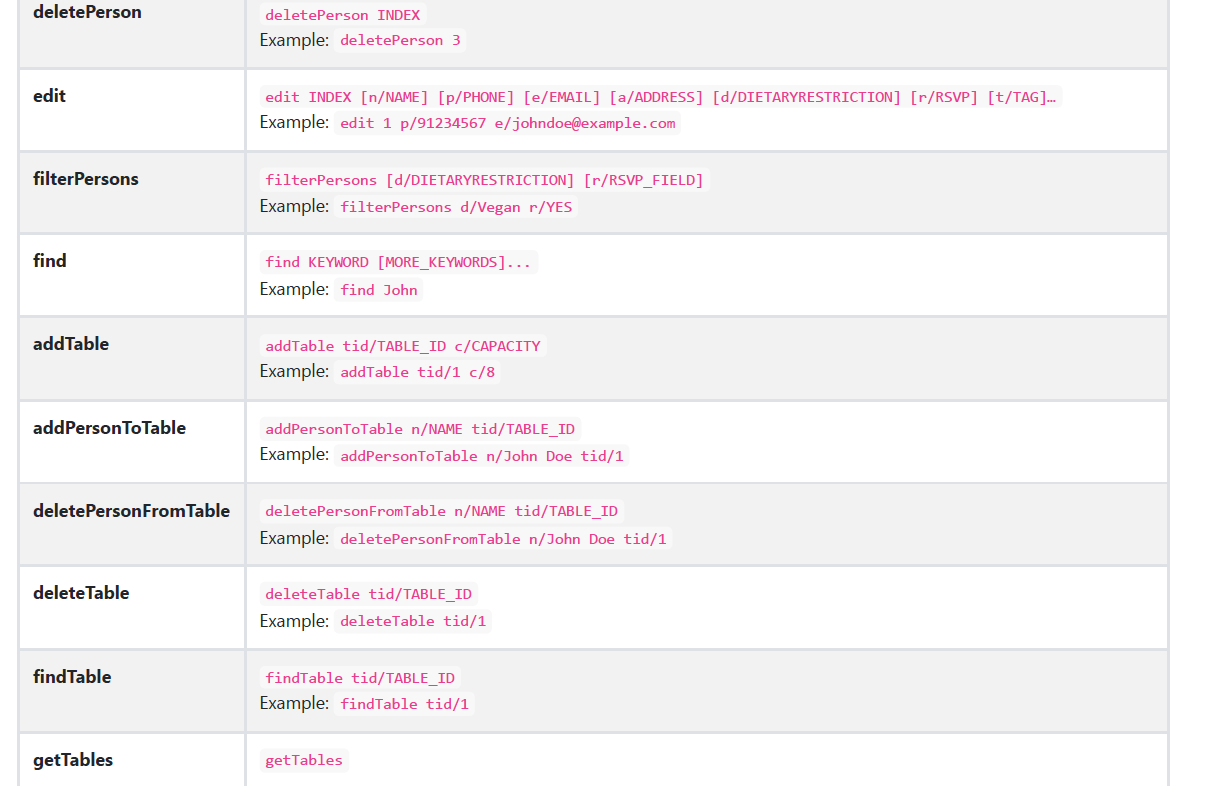 deletePerson
deletePerson INDEX
Example: deletePerson 3
edit
edit INDEX [n/NAME] [p/PHONE] [e/EMAIL] [a/ADDRESS] [d/DIETARYRESTRICTION] [r/RSVP] [t/TAG]…
Example: edit 1 p/91234567 e/johndoe@example.com
filterPersons
filterPersons [d/DIETARYRESTRICTION] [r/RSVP_FIELD]
Example: filterPersons d/Vegan r/YES
find
find KEYWORD [MORE_KEYWORDS]...
Example: find John
addTable
addTable tid/TABLE_ID c/CAPACITY
Example: addTable tid/1 c/8
addPersonToTable
addPersonToTable n/NAME tid/TABLE_ID
Example: addPersonToTable n/John Doe tid/1
deletePersonFromTable
deletePersonFromTable n/NAME tid/TABLE_ID
Example: deletePersonFromTable n/John Doe tid/1
deleteTable
deleteTable tid/TABLE_ID
Example: deleteTable tid/1
findTable
findTable tid/TABLE_ID
Example: findTable tid/1
getTables
getTables